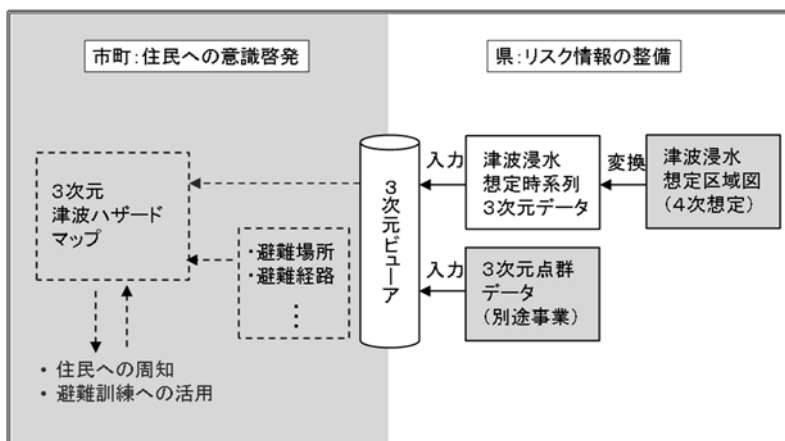 市町:住民への意識啓発
県:リスク情報の整備
3次元
津波ハザード
マップ
・避難場所
・避難経路
⋮
・住民への周知
・避難訓練への活用
3次元ビューア
入力
津波浸水
想定時系列
3次元データ
変換
津波浸水
想定区域図
(4次想定)
入力
3次元点群
データ
(別途事業)